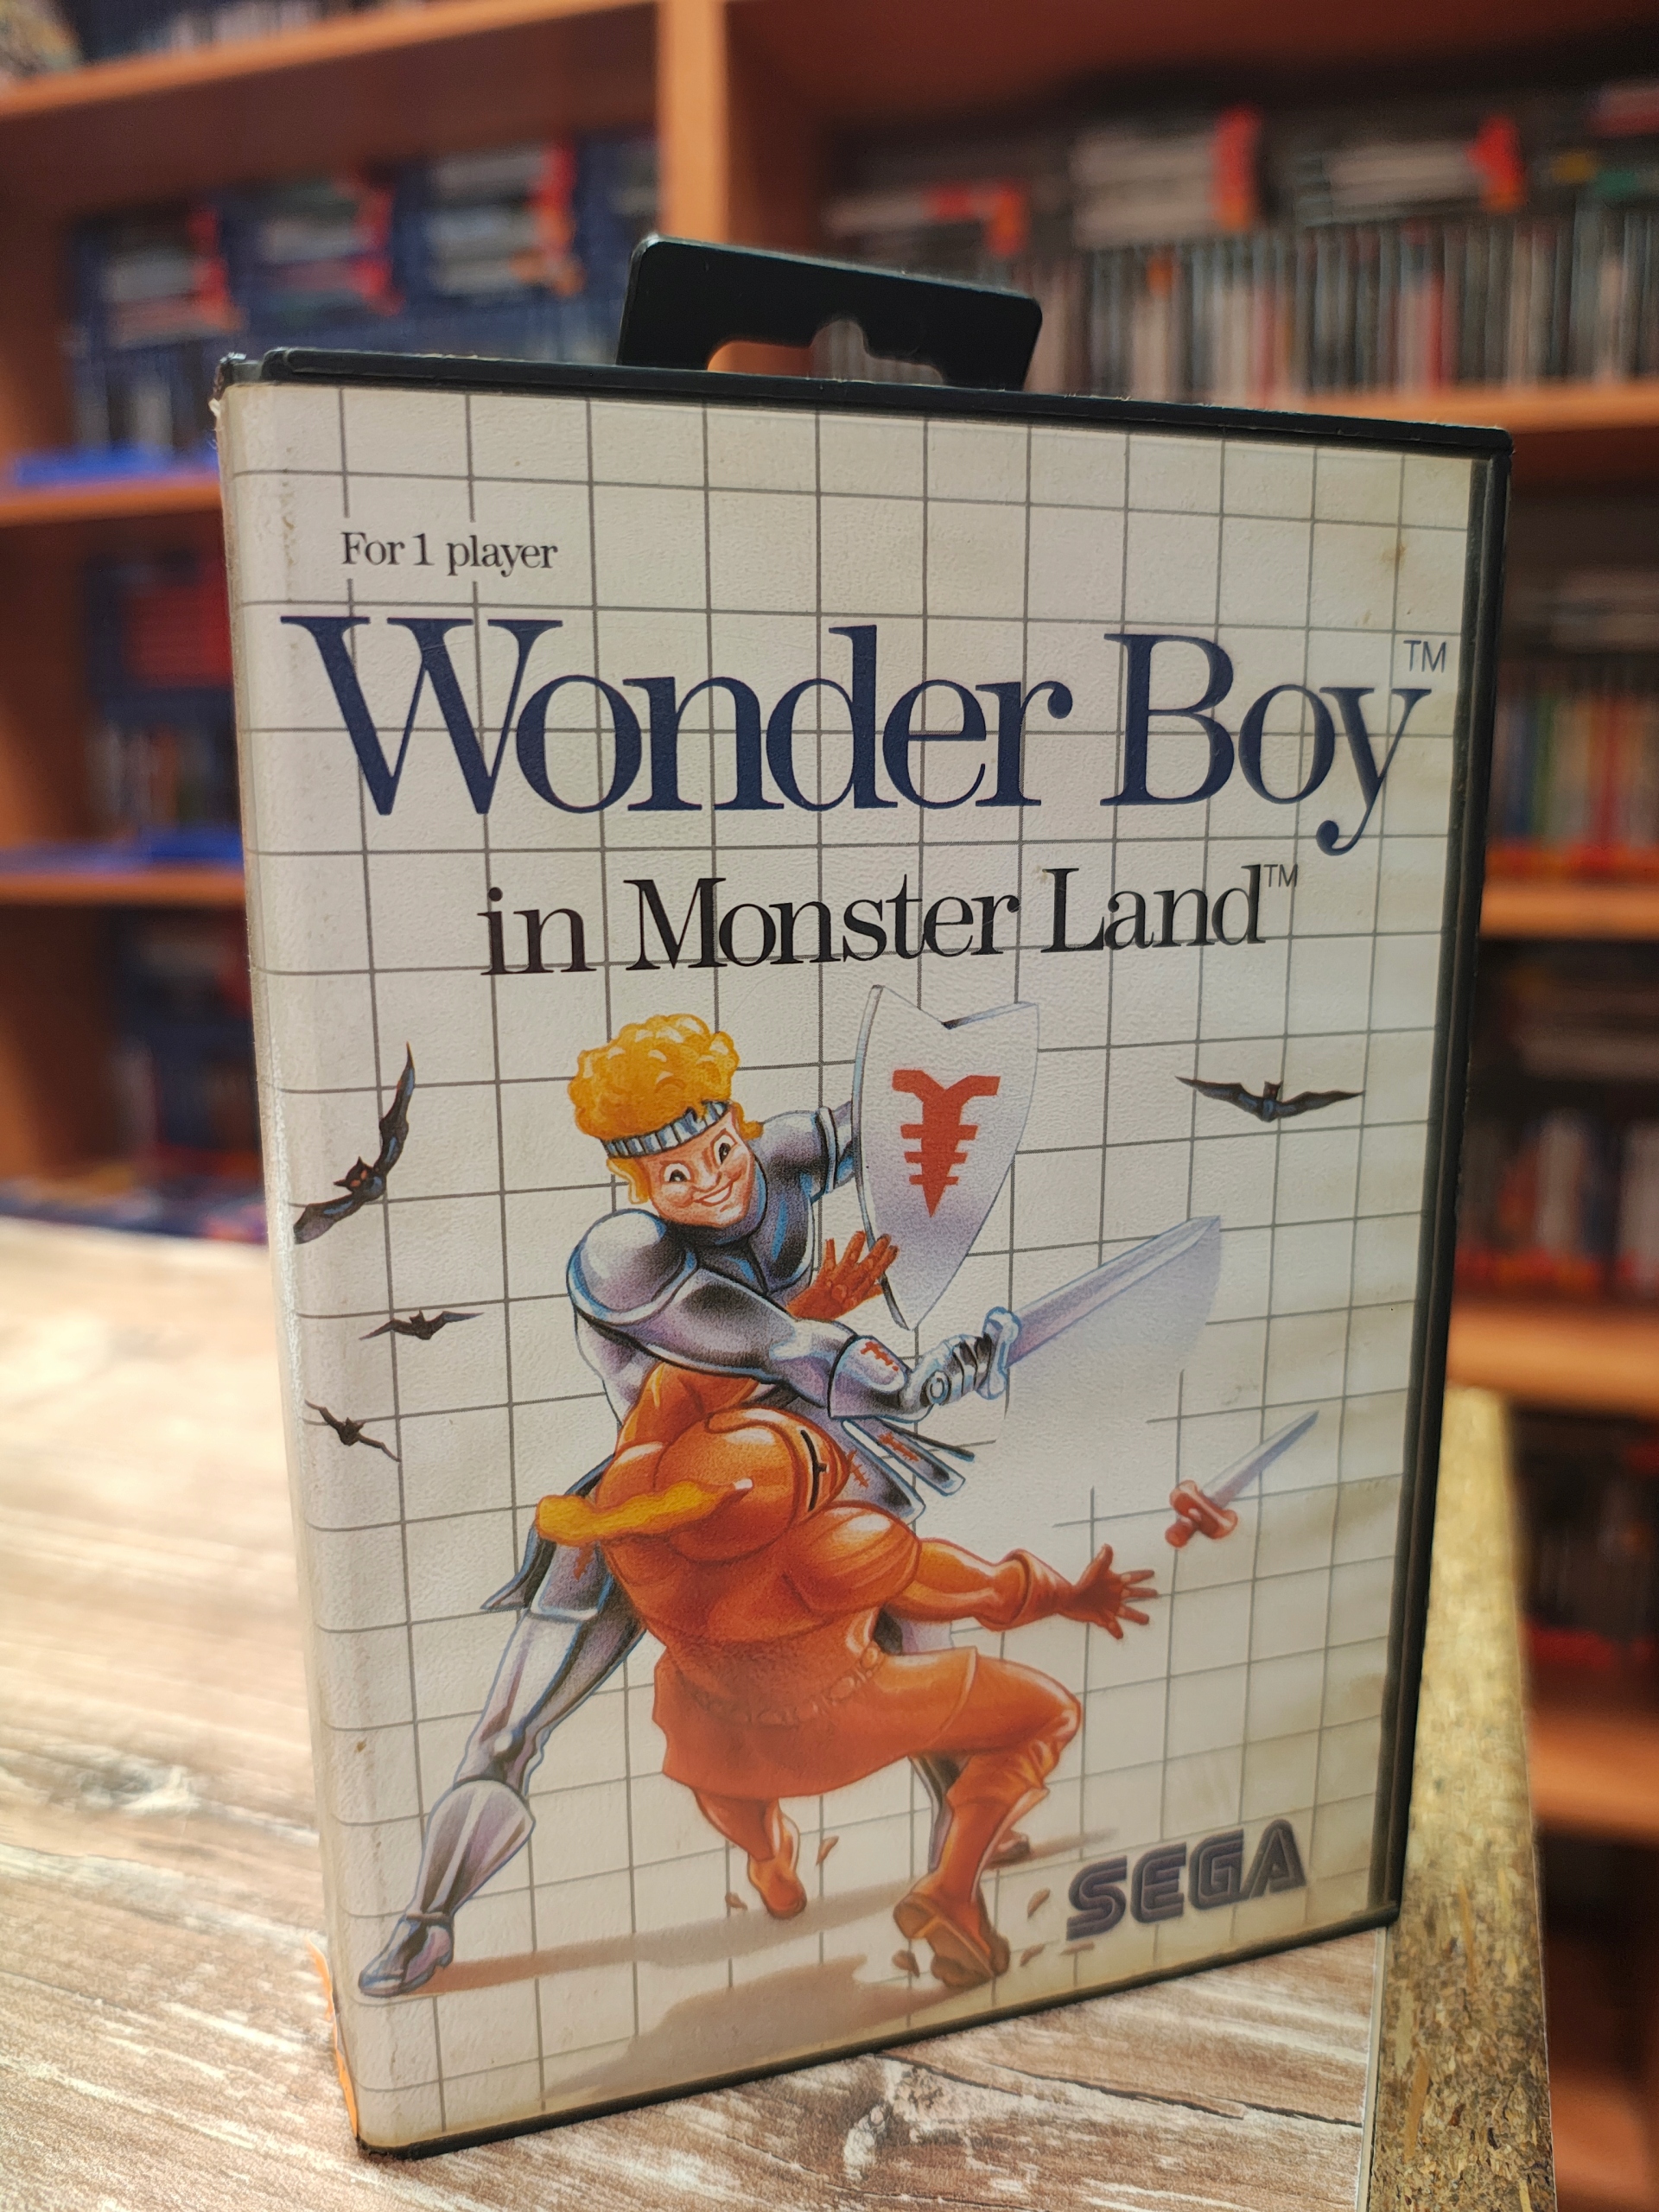 For 1 player
Wonder Boy™
in Monster Land™
SEGA